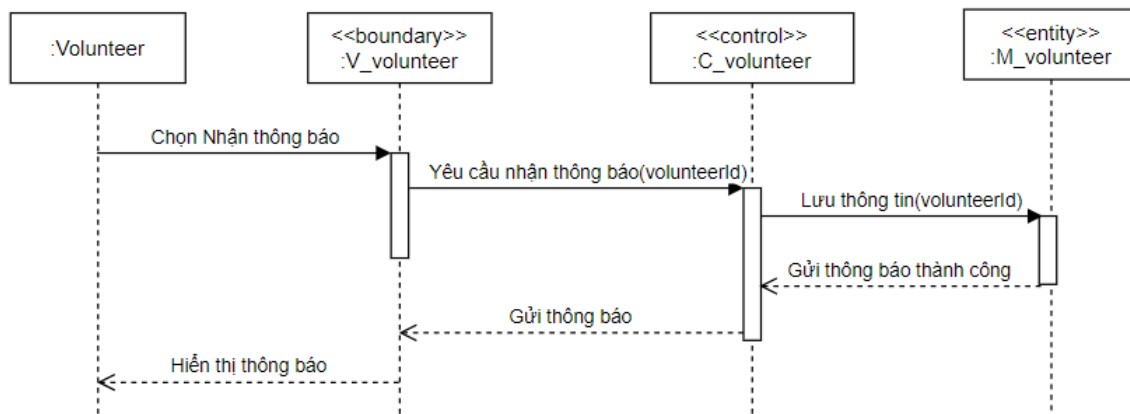 :Volunteer
<<boundary>>
:V_volunteer
<<control>>
:C_volunteer
<<entity>>
:M_volunteer
Chọn Nhận thông báo
Yêu cầu nhận thông báo(volunteerId)
Lưu thông tin(volunteerId)
Gửi thông báo thành công
Gửi thông báo
Hiển thị thông báo